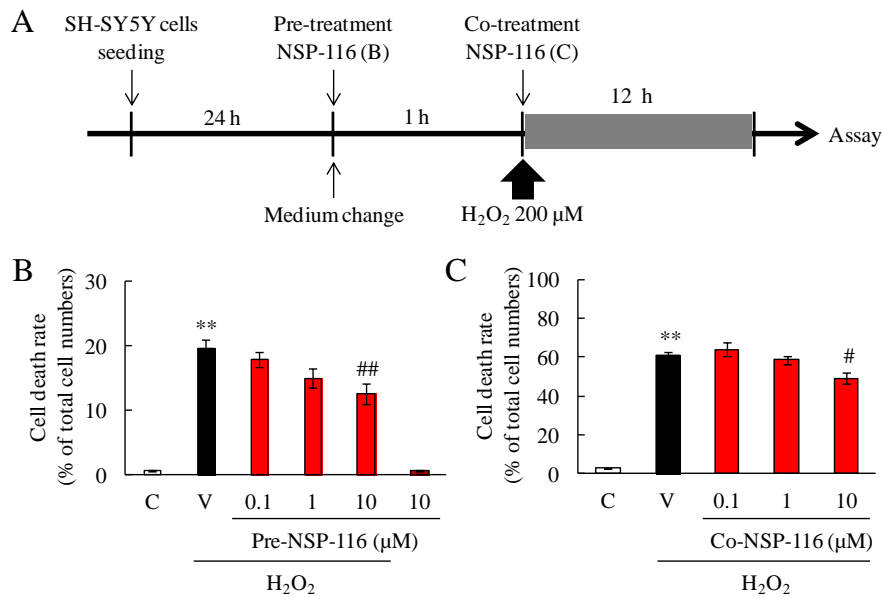 A
SH-SY5Y cells
seeding
Pre-treatment
NSP-116 (B)
Co-treatment
NSP-116 (C)
24 h
1 h
12 h
Assay
Medium change
H₂O₂ 200 μM
B
Cell death rate
(% of total cell numbers)
30
20
10
0
**
##
C V 0.1 1 10 10
Pre-NSP-116 (μM)
H₂O₂
C
Cell death rate
(% of total cell numbers)
100
80
60
40
20
0
**
#
C V 0.1 1 10
Co-NSP-116 (μM)
H₂O₂